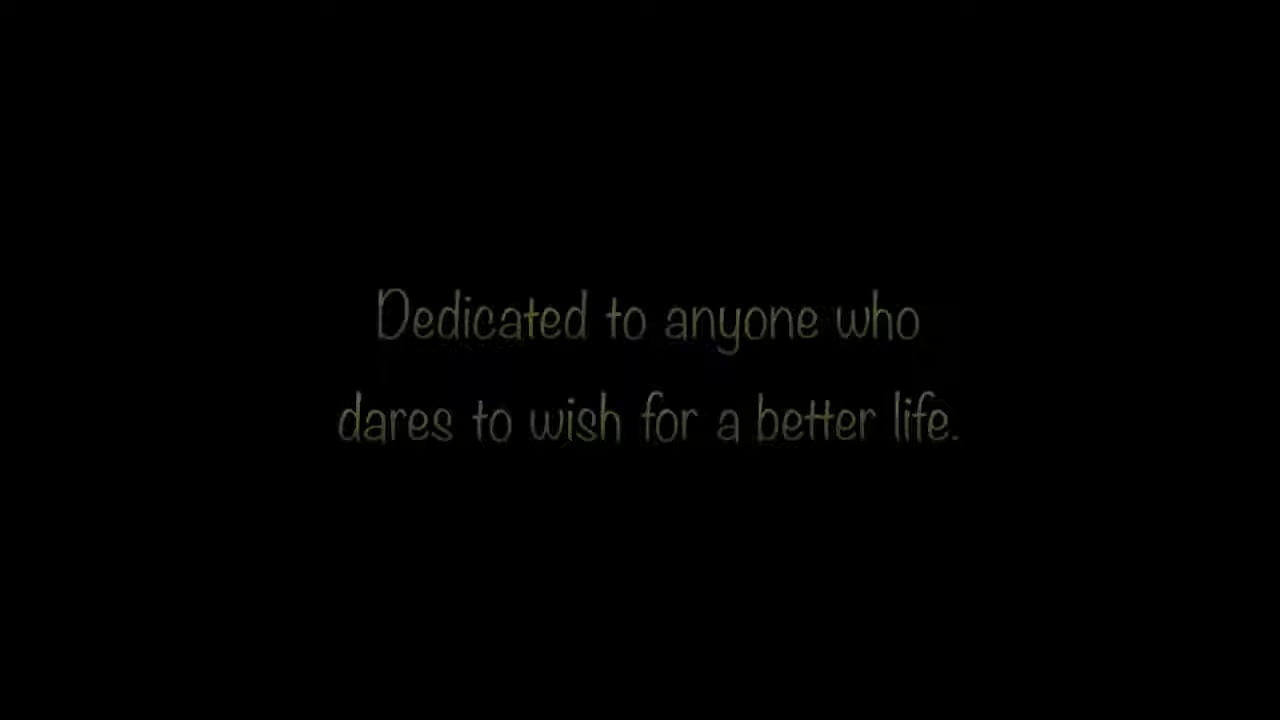 Dedicated to anyone who
dares to wish for a better life.